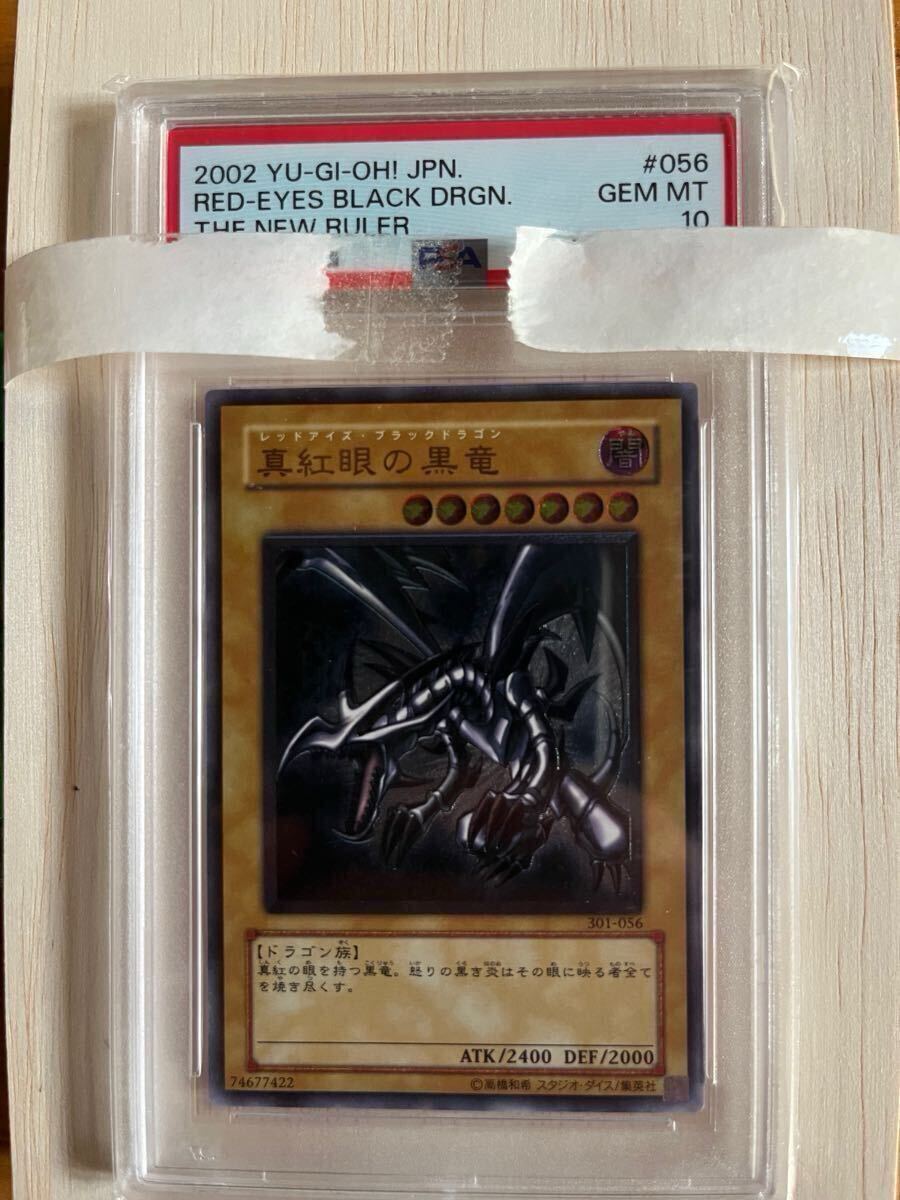 2002 YU-GI-OH! JPN. #056
RED-EYES BLACK DRGN. GEM MT
THE NEW RULER 10
PSA
レッドアイズ・ブラックドラゴン
真紅眼の黒竜
やみ
闇
301-056
【ドラゴン族】
真紅の眼を持つ黒竜。怒りの黒き炎はその眼に映る者全て
を焼き尽くす。
ATK/2400 DEF/2000
74677422
©高橋和希 スタジオ・ダイス/集英社